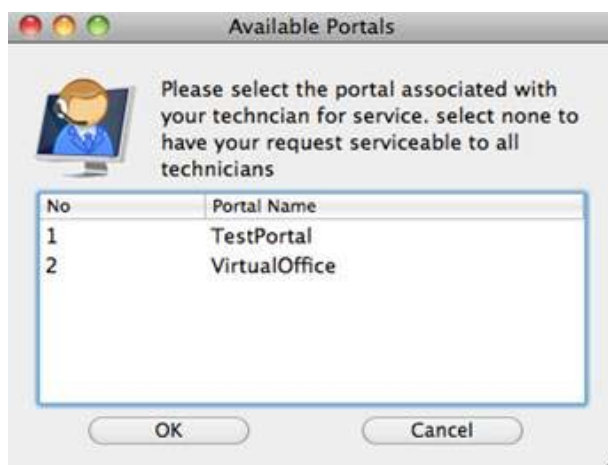 Available Portals
Please select the portal associated with
your techncian for service. select none to
have your request serviceable to all
technicians
No Portal Name
1 TestPortal
2 VirtualOffice
OK Cancel